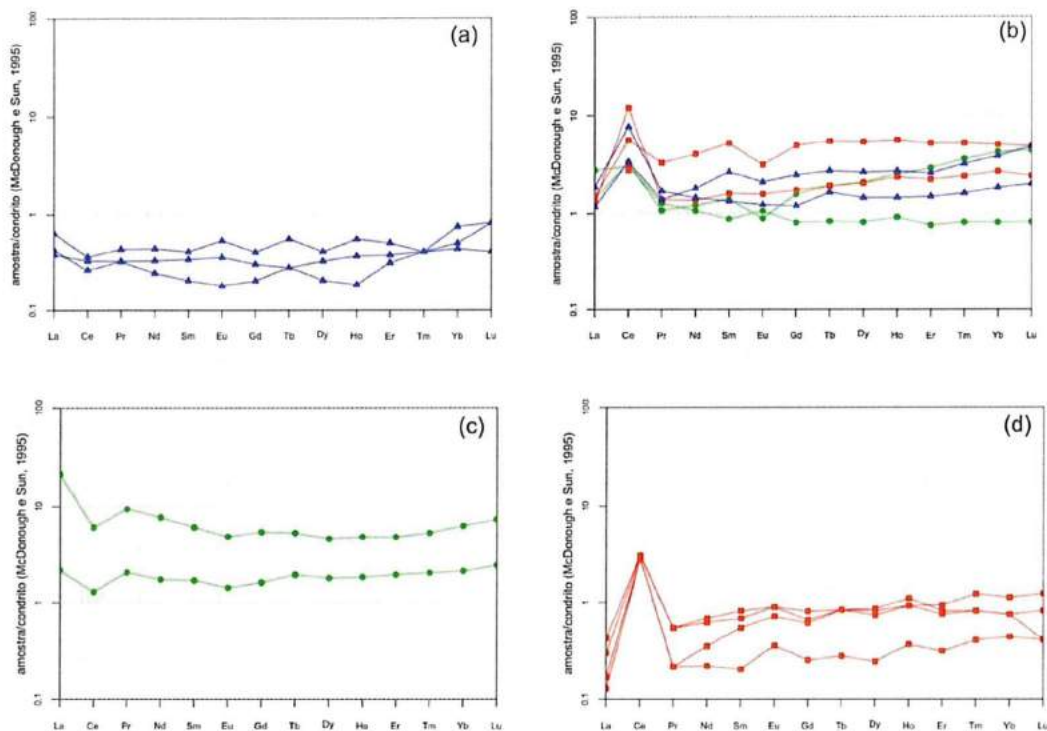 (a)
amostra/condrito (McDonough e Sun, 1995)
100
10
1
0.1
La Ce Pr Nd Sm Eu Gd Tb Dy Ho Er Tm Yb Lu
(b)
amostra/condrito (McDonough e Sun, 1995)
100
10
1
0.1
La Ce Pr Nd Sm Eu Gd Tb Dy Ho Er Tm Yb Lu
(c)
amostra/condrito (McDonough e Sun, 1995)
100
10
1
0.1
La Ce Pr Nd Sm Eu Gd Tb Dy Ho Er Tm Yb Lu
(d)
amostra/condrito (McDonough e Sun, 1995)
100
10
1
0.1
La Ce Pr Nd Sm Eu Gd Tb Dy Ho Er Tm Yb Lu